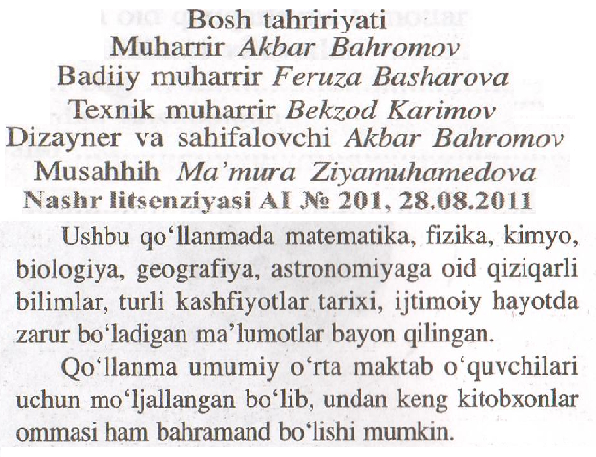 Bosh tahririyati
Muharrir Akbar Bahromov
Badiiy muharrir Feruza Basharova
Texnik muharrir Bekzod Karimov
Dizayner va sahifalovchi Akbar Bahromov
Musahhih Ma’mura Ziyamuhamedova
Nashr litsenziyasi AI № 201, 28.08.2011
Ushbu qo‘llanmada matematika, fizika, kimyo,
biologiya, geografiya, astronomiyaga oid qiziqarli
bilimlar, turli kashfiyotlar tarixi, ijtimoiy hayotda
zarur bo‘ladigan ma’lumotlar bayon qilingan.
Qo‘llanma umumiy o‘rta maktab o‘quvchilari
uchun mo‘ljallangan bo‘lib, undan keng kitobxonlar
ommasi ham bahramand bo‘lishi mumkin.